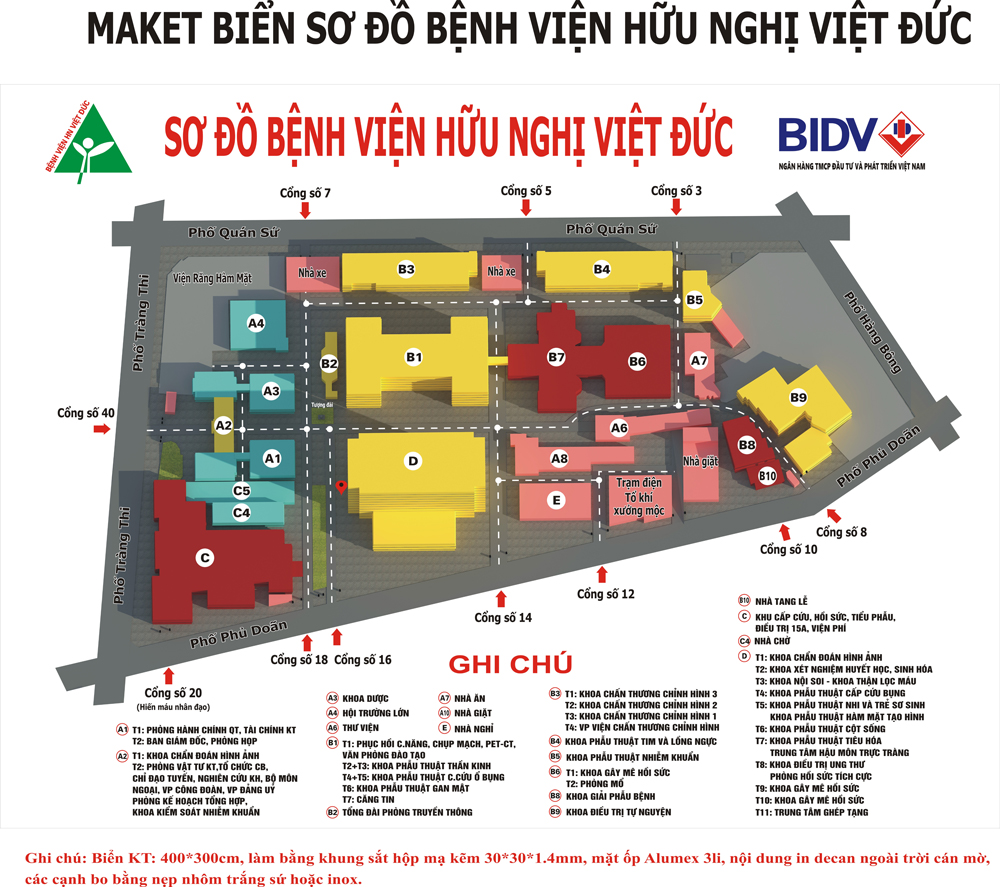 MAKET BIỂN SƠ ĐỒ BỆNH VIỆN HỮU NGHỊ VIỆT ĐỨC
BỆNH VIỆN HN VIỆT ĐỨC
SƠ ĐỒ BỆNH VIỆN HỮU NGHỊ VIỆT ĐỨC
BIDV
NGÂN HÀNG TMCP ĐẦU TƯ VÀ PHÁT TRIỂN VIỆT NAM
Cổng số 7
Cổng số 5
Cổng số 3
Phố Quán Sứ
Phố Quán Sứ
Viện Răng Hàm Mặt
Nhà xe
B3
Nhà xe
B4
B5
Phố Tràng Thi
Phố Hàng Bông
A4
B2
B1
B7
B6
A7
A3
Tượng đài
B9
Cổng số 40
A2
A6
A1
D
A8
Nhà giặt
B8
B10
Phố Phủ Doãn
C5
C4
E
Trạm điện
Tổ khí
xưởng mộc
Phố Tràng Thi
C
Cổng số 8
Cổng số 10
Cổng số 12
Cổng số 14
Phố Phủ Doãn
Cổng số 18
Cổng số 16
Cổng số 20
(Hiến máu nhân đạo)
GHI CHÚ
A1 T1: PHÒNG HÀNH CHÍNH QT, TÀI CHÍNH KT
T2: BAN GIÁM ĐỐC, PHÒNG HỌP
A2 T1: KHOA CHẨN ĐOÁN HÌNH ẢNH
T2: PHÒNG VẬT TƯ KT,TỔ CHỨC CB,
CHỈ ĐẠO TUYẾN, NGHIÊN CỨU KH, BỘ MÔN
NGOẠI, VP CÔNG ĐOÀN, VP ĐẢNG UỶ
PHÒNG KẾ HOẠCH TỔNG HỢP,
KHOA KIỂM SOÁT NHIỄM KHUẨN
A3 KHOA DƯỢC
A4 HỘI TRƯỜNG LỚN
A6 THƯ VIỆN
A7 NHÀ ĂN
A10 NHÀ GIẶT
E NHÀ NGHỈ
B1 T1: PHỤC HỒI C.NĂNG, CHỤP MẠCH, PET-CT,
VĂN PHÒNG ĐÀO TẠO
T2+T3: KHOA PHẪU THUẬT THẦN KINH
T4+T5: KHOA PHẪU THUẬT C.CỨU Ổ BỤNG
T6: KHOA PHẪU THUẬT GAN MẬT
T7: CĂNG TIN
B2 TỔNG ĐÀI PHÒNG TRUYỀN THÔNG
B3 T1: KHOA CHẤN THƯƠNG CHỈNH HÌNH 3
T2: KHOA CHẤN THƯƠNG CHỈNH HÌNH 2
T3: KHOA CHẤN THƯƠNG CHỈNH HÌNH 1
T4: VP VIỆN CHẤN THƯƠNG CHỈNH HÌNH
B4 KHOA PHẪU THUẬT TIM VÀ LỒNG NGỰC
B5 KHOA PHẪU THUẬT NHIỄM KHUẨN
B6 T1: KHOA GÂY MÊ HỒI SỨC
T2: PHÒNG MỔ
B8 KHOA GIẢI PHẪU BỆNH
B9 KHOA ĐIỀU TRỊ TỰ NGUYỆN
B10 NHÀ TANG LỄ
C KHU CẤP CỨU, HỒI SỨC, TIỂU PHẪU,
ĐIỀU TRỊ 15A, VIỆN PHÍ
C4 NHÀ CHỜ
D T1: KHOA CHẨN ĐOÁN HÌNH ẢNH
T2: KHOA XÉT NGHIỆM HUYẾT HỌC, SINH HÓA
T3: KHOA NỘI SOI - KHOA THẬN LỌC MÁU
T4: KHOA PHẪU THUẬT CẤP CỨU BỤNG
T5: KHOA PHẪU THUẬT NHI VÀ TRẺ SƠ SINH
KHOA PHẪU THUẬT HÀM MẶT TẠO HÌNH
T6: KHOA PHẪU THUẬT CỘT SỐNG
T7: KHOA PHẪU THUẬT TIÊU HÓA
TRUNG TÂM HẬU MÔN TRỰC TRÀNG
T8: KHOA ĐIỀU TRỊ UNG THƯ
PHÒNG HỒI SỨC TÍCH CỰC
T9: KHOA GÂY MÊ HỒI SỨC
T10: KHOA GÂY MÊ HỒI SỨC
T11: TRUNG TÂM GHÉP TẠNG
Ghi chú: Biển KT: 400*300cm, làm bằng khung sắt hộp mạ kẽm 30*30*1.4mm, mặt ốp Alumex 3li, nội dung in decan ngoài trời cán mờ,
các cạnh bo bằng nẹp nhôm trắng sứ hoặc inox.